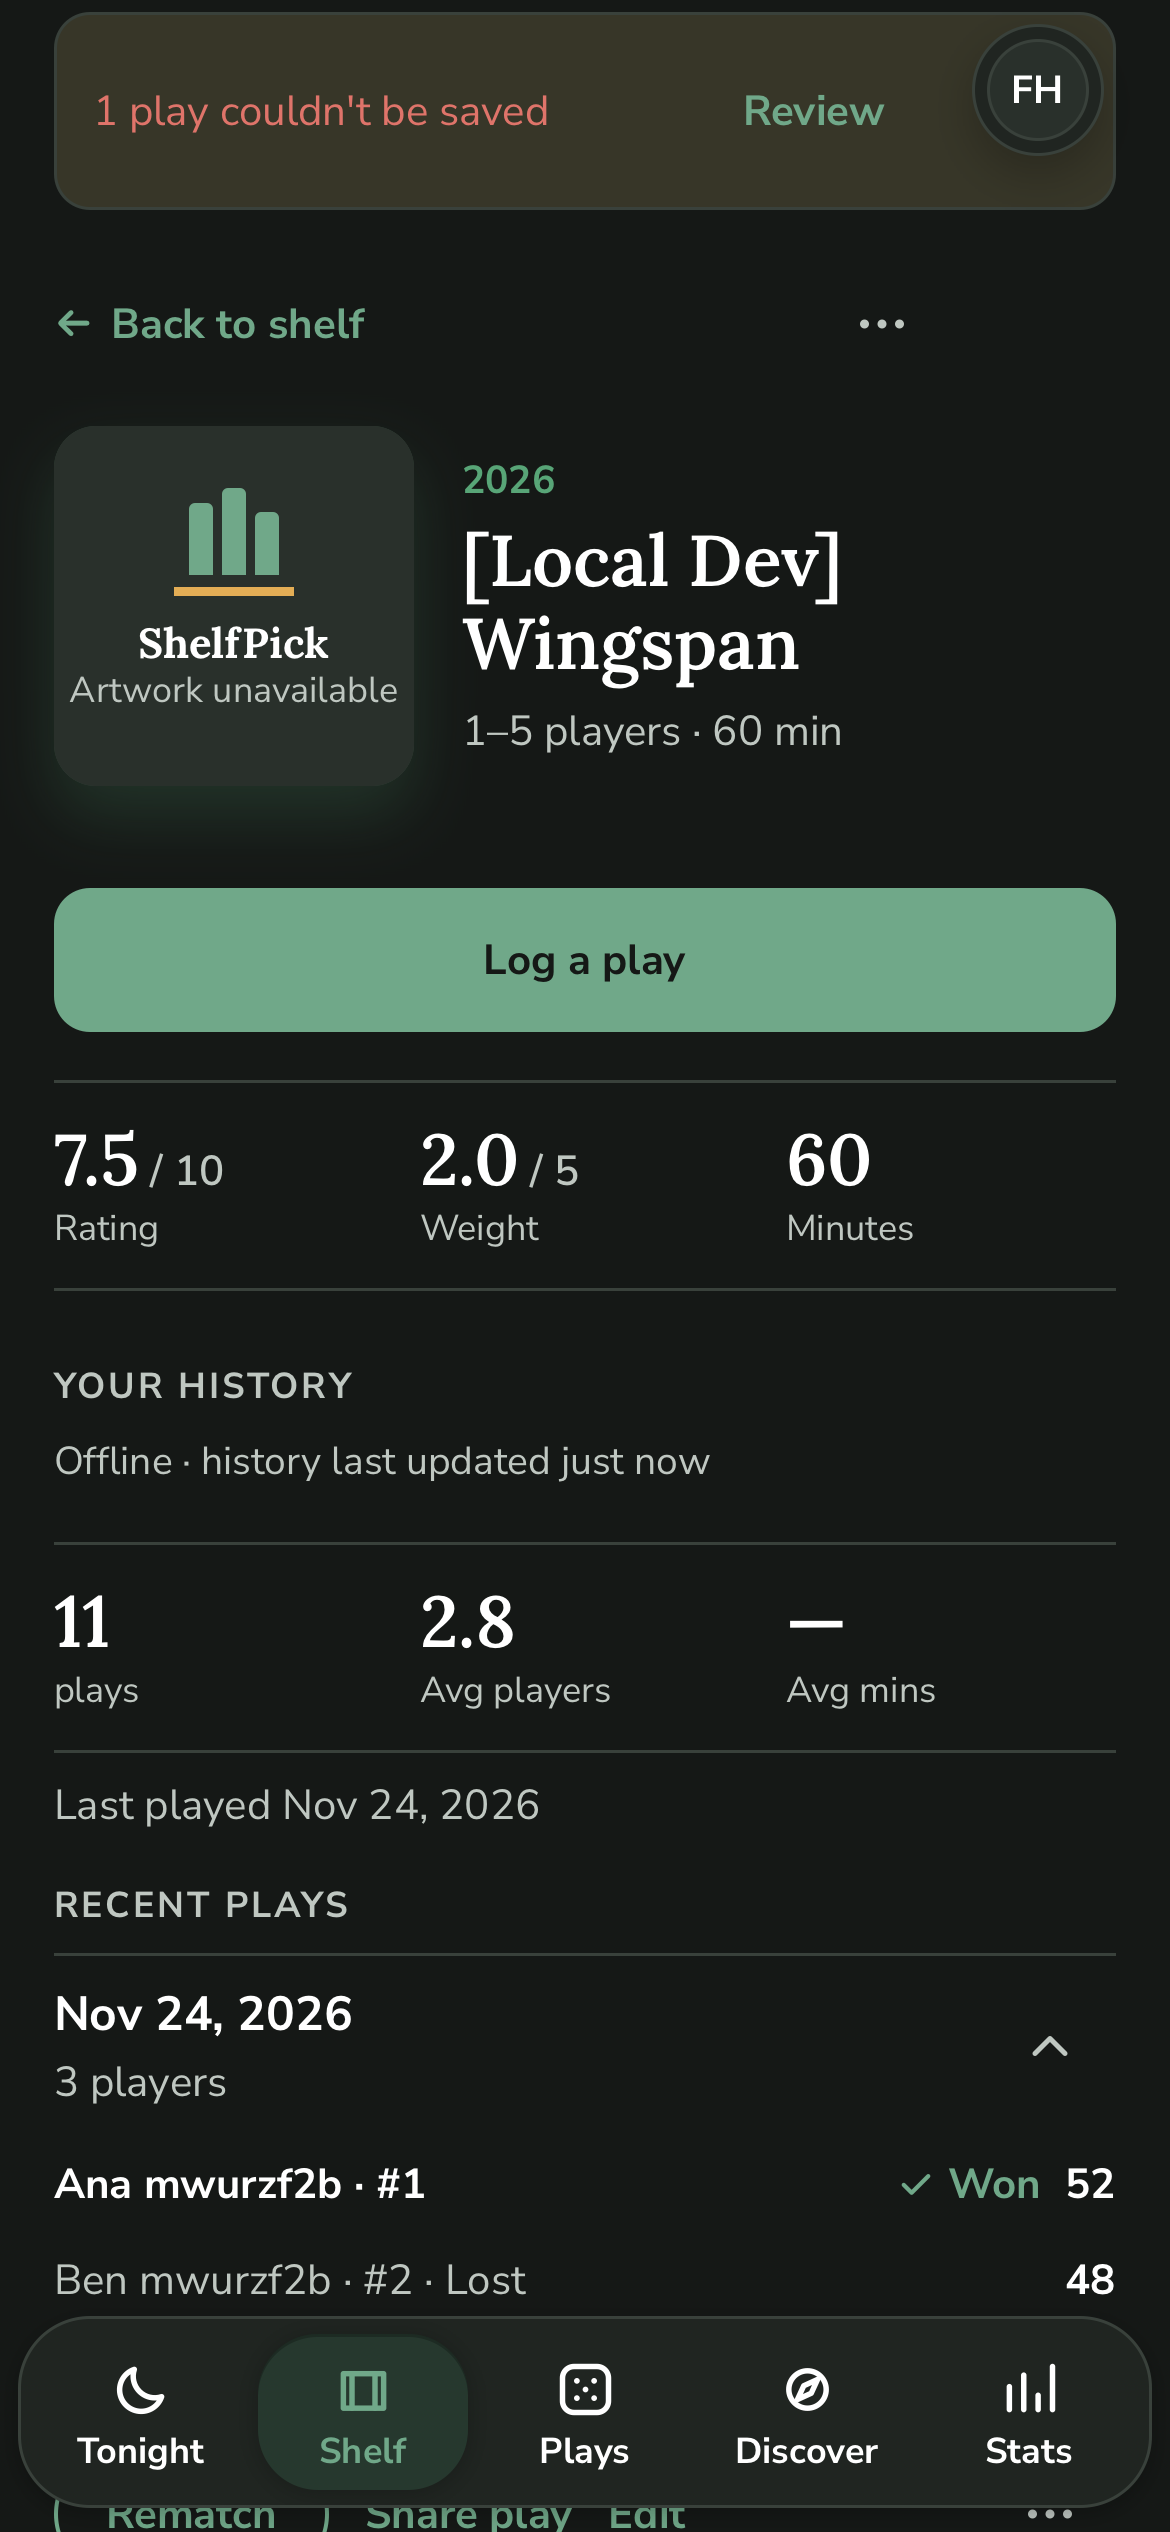 1 play couldn't be saved Review FH
← Back to shelf ...
2026
[Local Dev]
Wingspan
1–5 players · 60 min
ShelfPick
Artwork unavailable
Log a play
7.5 / 10 2.0 / 5 60
Rating Weight Minutes
YOUR HISTORY
Offline · history last updated just now
11 2.8 —
plays Avg players Avg mins
Last played Nov 24, 2026
RECENT PLAYS
Nov 24, 2026
3 players
Ana mwurzf2b · #1 ✓ Won 52
Ben mwurzf2b · #2 · Lost 48
Tonight Shelf Plays Discover Stats
Rematch Share play Edit ...